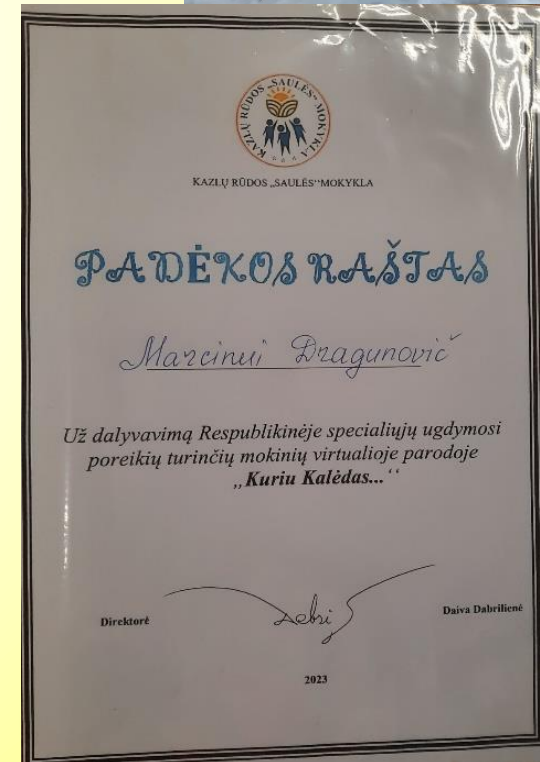 KAZLŲ RŪDOS „SAULĖS“ MOKYKLA
KAZLŲ RŪDOS „SAULĖS‘‘MOKYKLA
PADĖKOS RAŠTAS
Marcinui Dragunovič
Už dalyvavimą Respublikinėje specialiųjų ugdymosi
poreikių turinčių mokinių virtualioje parodoje
„Kuriu Kalėdas...‘‘
Direktorė
Daiva Dabrilienė
2023